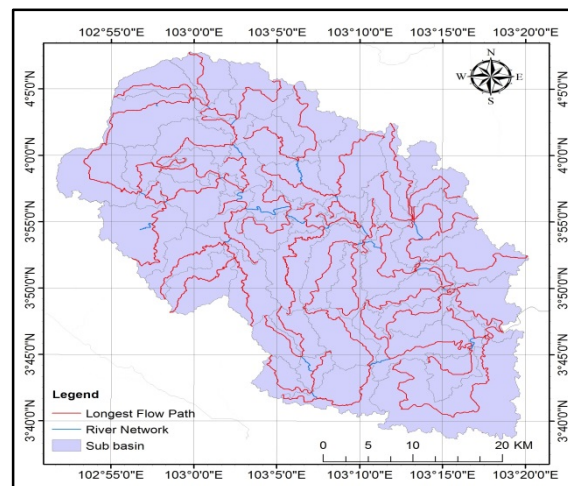 102°55'0"E 103°0'0"E 103°5'0"E 103°10'0"E 103°15'0"E 103°20'0"E
N
W E
S
4°5'0"N 4°5'0"N
4°0'0"N 4°0'0"N
3°55'0"N 3°55'0"N
3°50'0"N 3°50'0"N
3°45'0"N 3°45'0"N
3°40'0"N 3°40'0"N
Legend
Longest Flow Path
River Network
Sub basin
0 5 10 20 KM
102°55'0"E 103°0'0"E 103°5'0"E 103°10'0"E 103°15'0"E 103°20'0"E